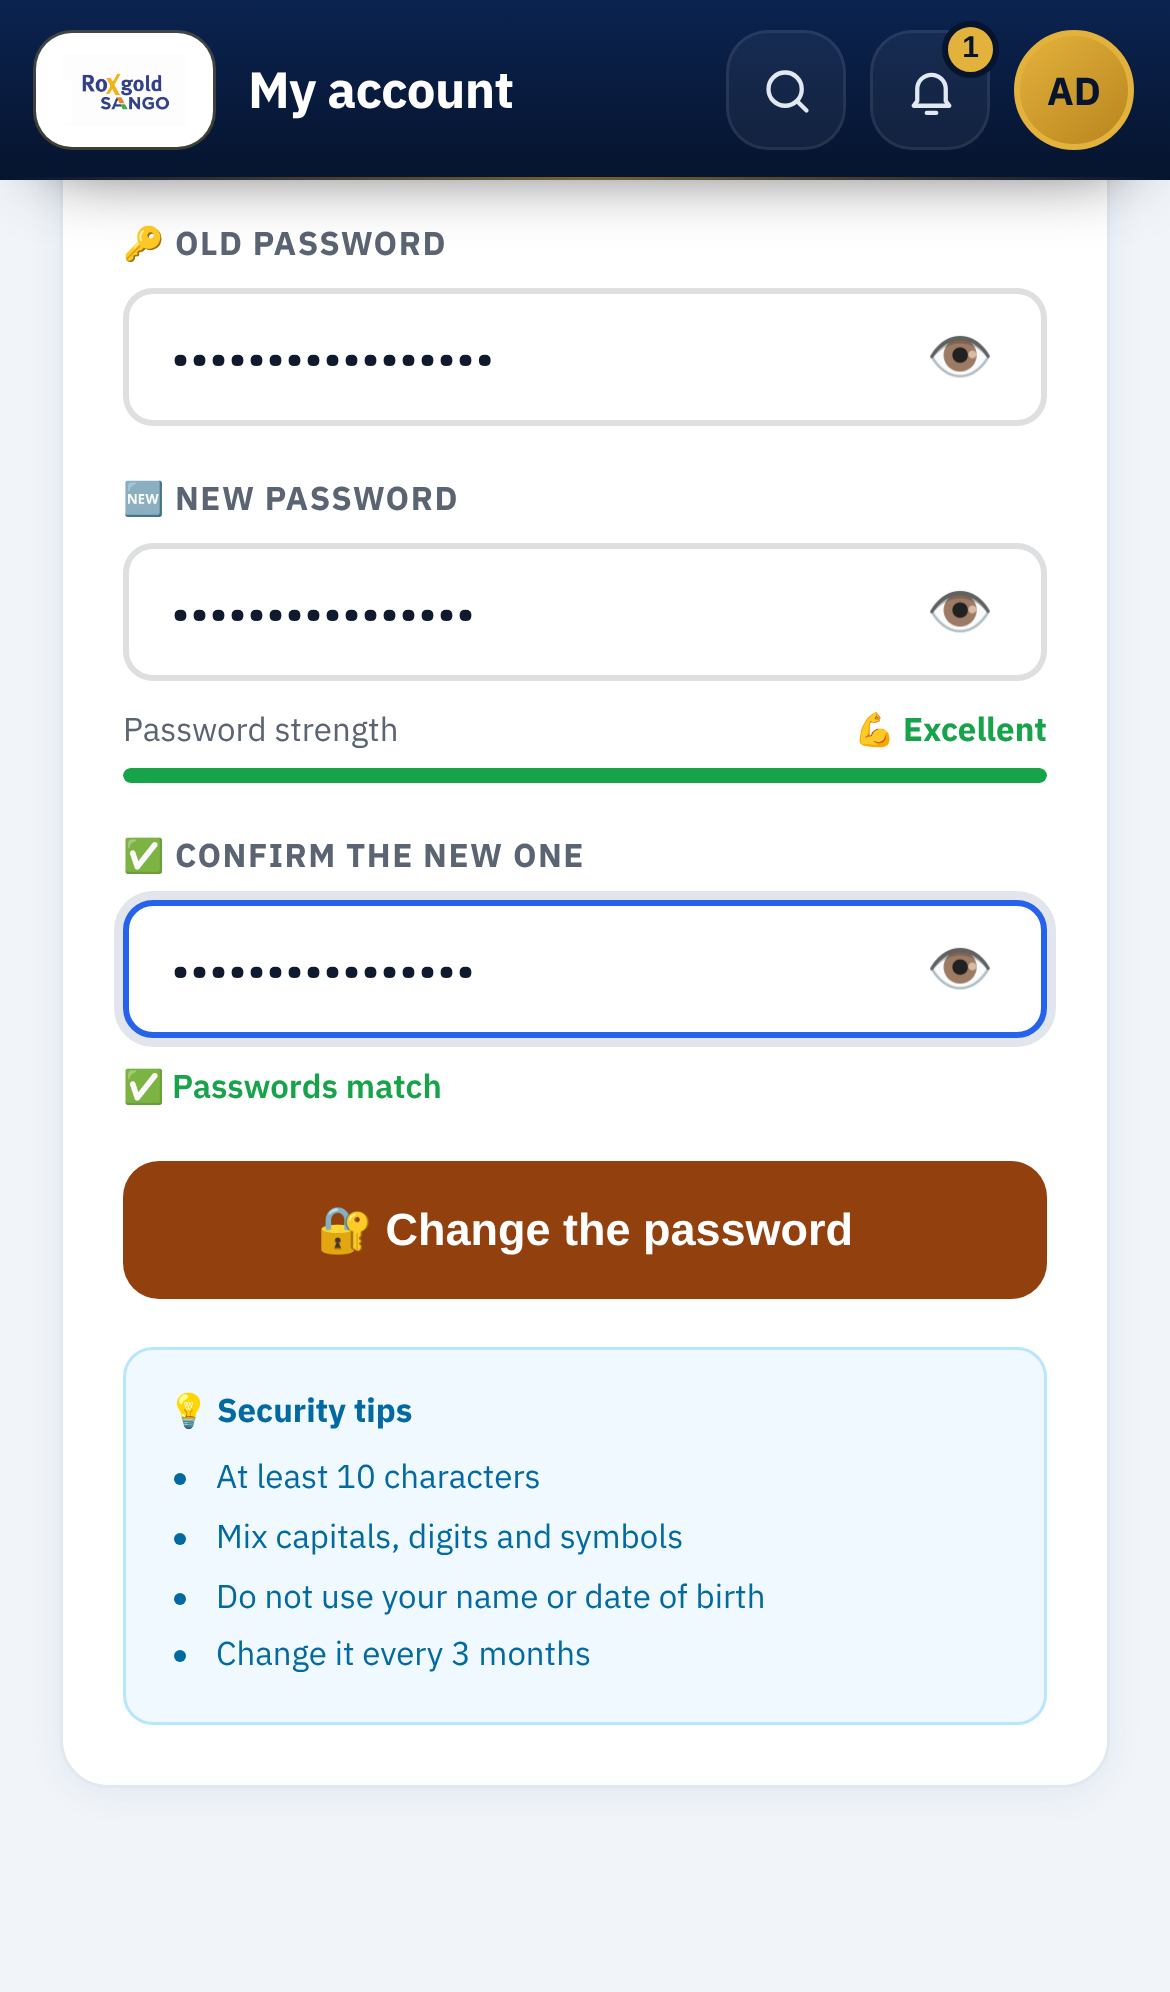 Roxgold
SANGO
My account
1
AD
🔑 OLD PASSWORD
•••••••••••••••••
🆕 NEW PASSWORD
••••••••••••••••
Password strength
💪 Excellent
✅ CONFIRM THE NEW ONE
••••••••••••••••
✅ Passwords match
🔐 Change the password
💡 Security tips
• At least 10 characters
• Mix capitals, digits and symbols
• Do not use your name or date of birth
• Change it every 3 months